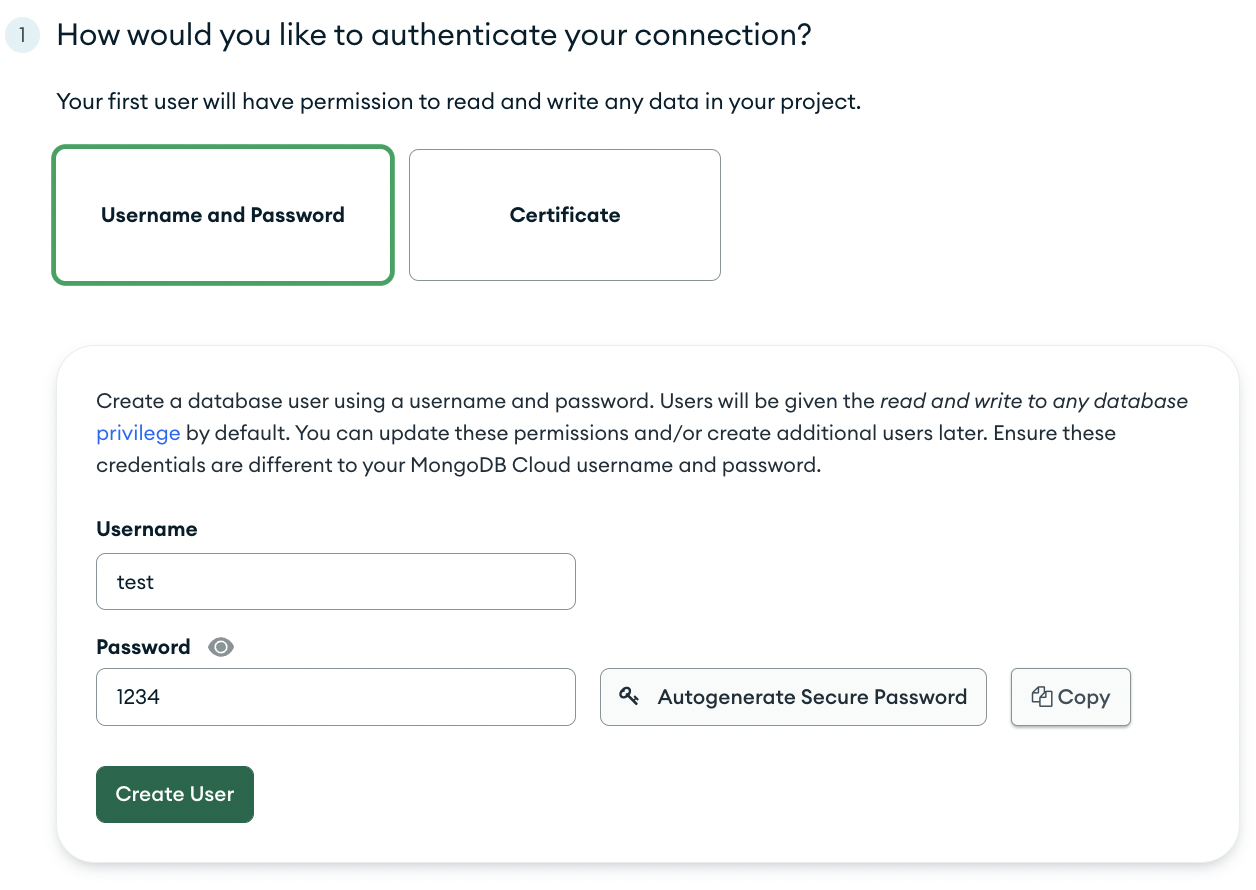 1 How would you like to authenticate your connection?
Your first user will have permission to read and write any data in your project.
Username and Password
Certificate
Create a database user using a username and password. Users will be given the read and write to any database
privilege by default. You can update these permissions and/or create additional users later. Ensure these
credentials are different to your MongoDB Cloud username and password.
Username
test
Password
1234
Autogenerate Secure Password
Copy
Create User